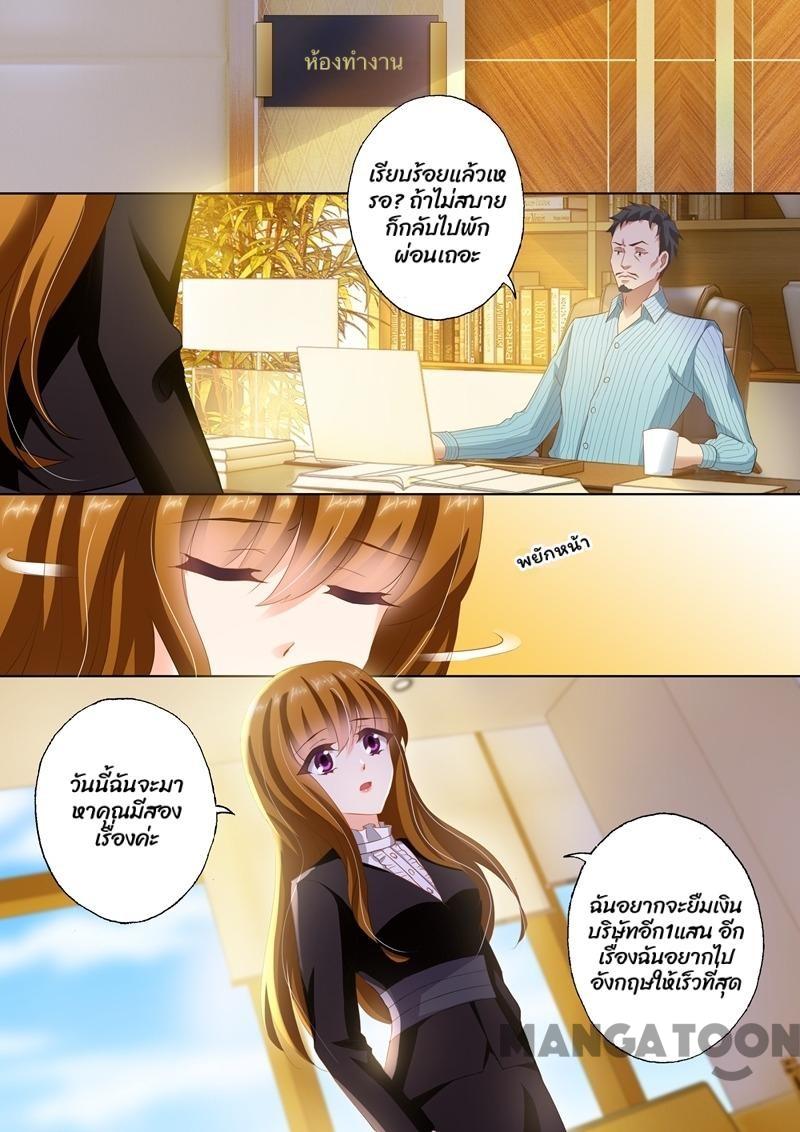 ห้องทำงาน
เรียบร้อยแล้วเห
รอ? ถ้าไม่สบาย
ก็กลับไปพัก
ผ่อนเถอะ
ANN ARBOR
พยักหน้า
วันนี้ฉันจะมา
หาคุณมีสอง
เรื่องค่ะ
ฉันอยากจะยืมเงิน
บริษัทอีก1แสน อีก
เรื่องฉันอยากไป
อังกฤษให้เร็วที่สุด
MANGATOON